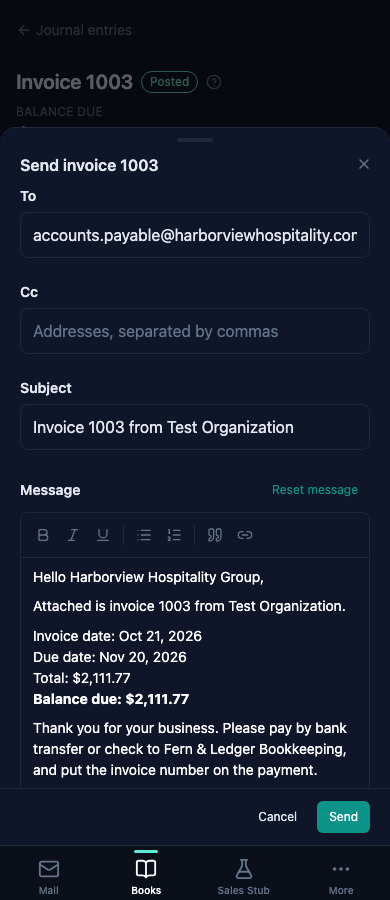 Journal entries
Invoice 1003 Posted
BALANCE DUE
Send invoice 1003
To
accounts.payable@harborviewhospitality.cor
Cc
Addresses, separated by commas
Subject
Invoice 1003 from Test Organization
Message Reset message
B I U
Hello Harborview Hospitality Group,
Attached is invoice 1003 from Test Organization.
Invoice date: Oct 21, 2026
Due date: Nov 20, 2026
Total: $2,111.77
Balance due: $2,111.77
Thank you for your business. Please pay by bank
transfer or check to Fern & Ledger Bookkeeping,
and put the invoice number on the payment.
Cancel Send
Mail Books Sales Stub More